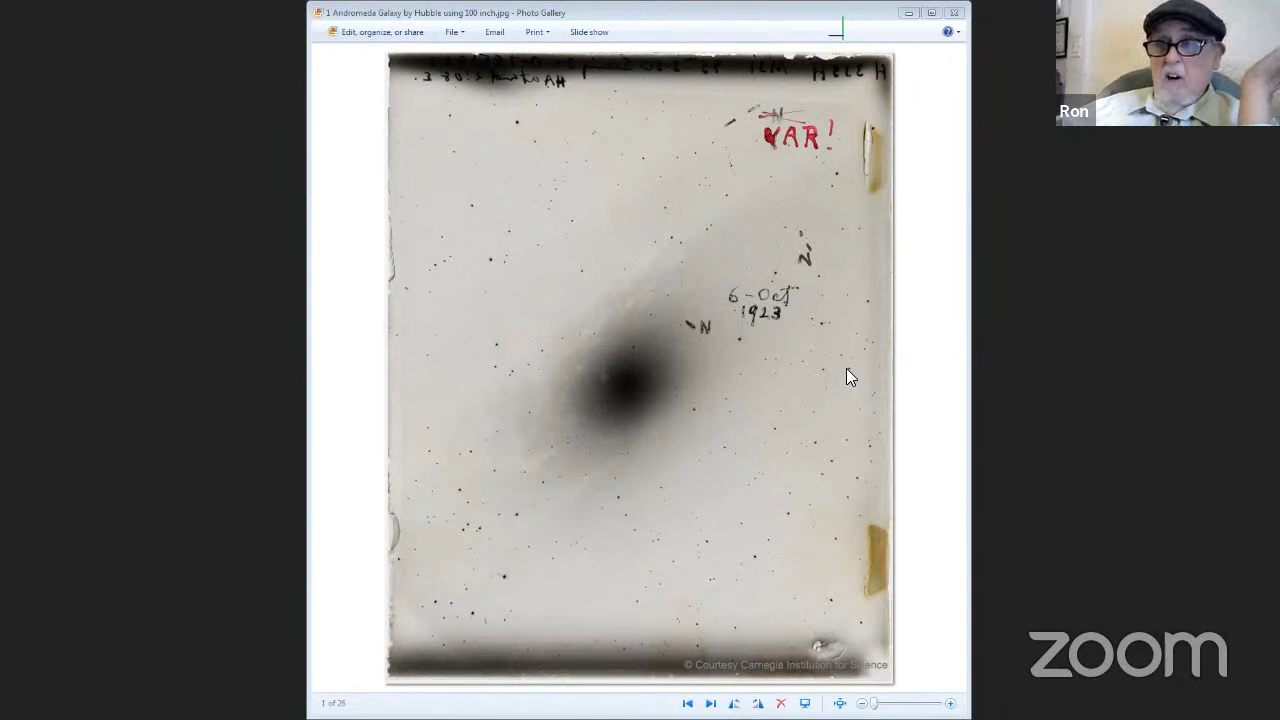 1 Andromeda Galaxy by Hubble using 100 inch.jpg - Photo Gallery
Edit, organize, or share File Email Print Slide show
Ron
N
VAR!
N
6-Oct
1923
N
© Courtesy Carnegie Institution for Science
1 of 26
zoom